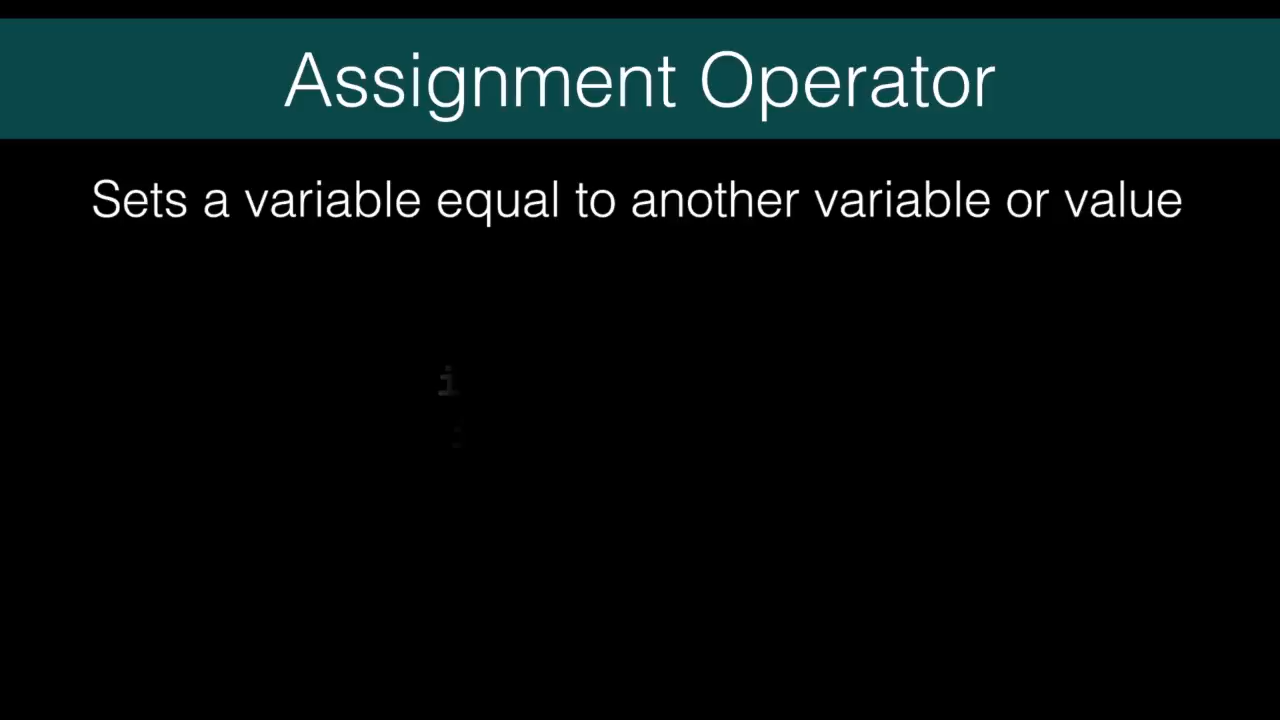 Assignment Operator
Sets a variable equal to another variable or value
i